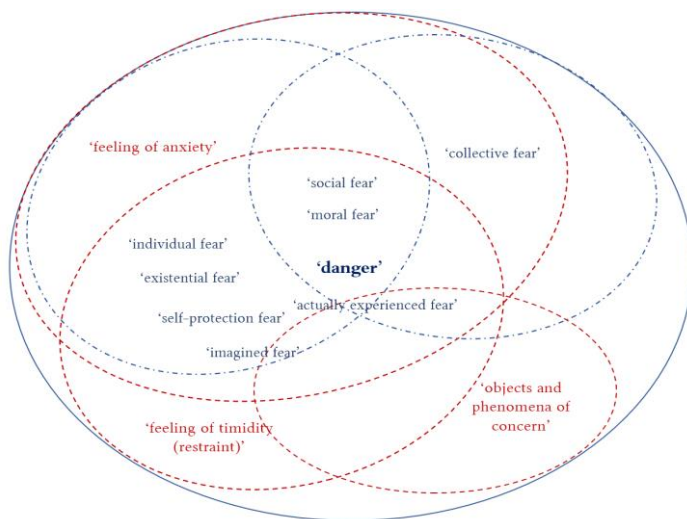 ‘feeling of anxiety’
‘collective fear’
‘social fear’
‘moral fear’
‘individual fear’
‘danger’
‘existential fear’
‘actually experienced fear’
‘self-protection fear’
‘imagined fear’
‘objects and
phenomena of
concern’
‘feeling of timidity
(restraint)’